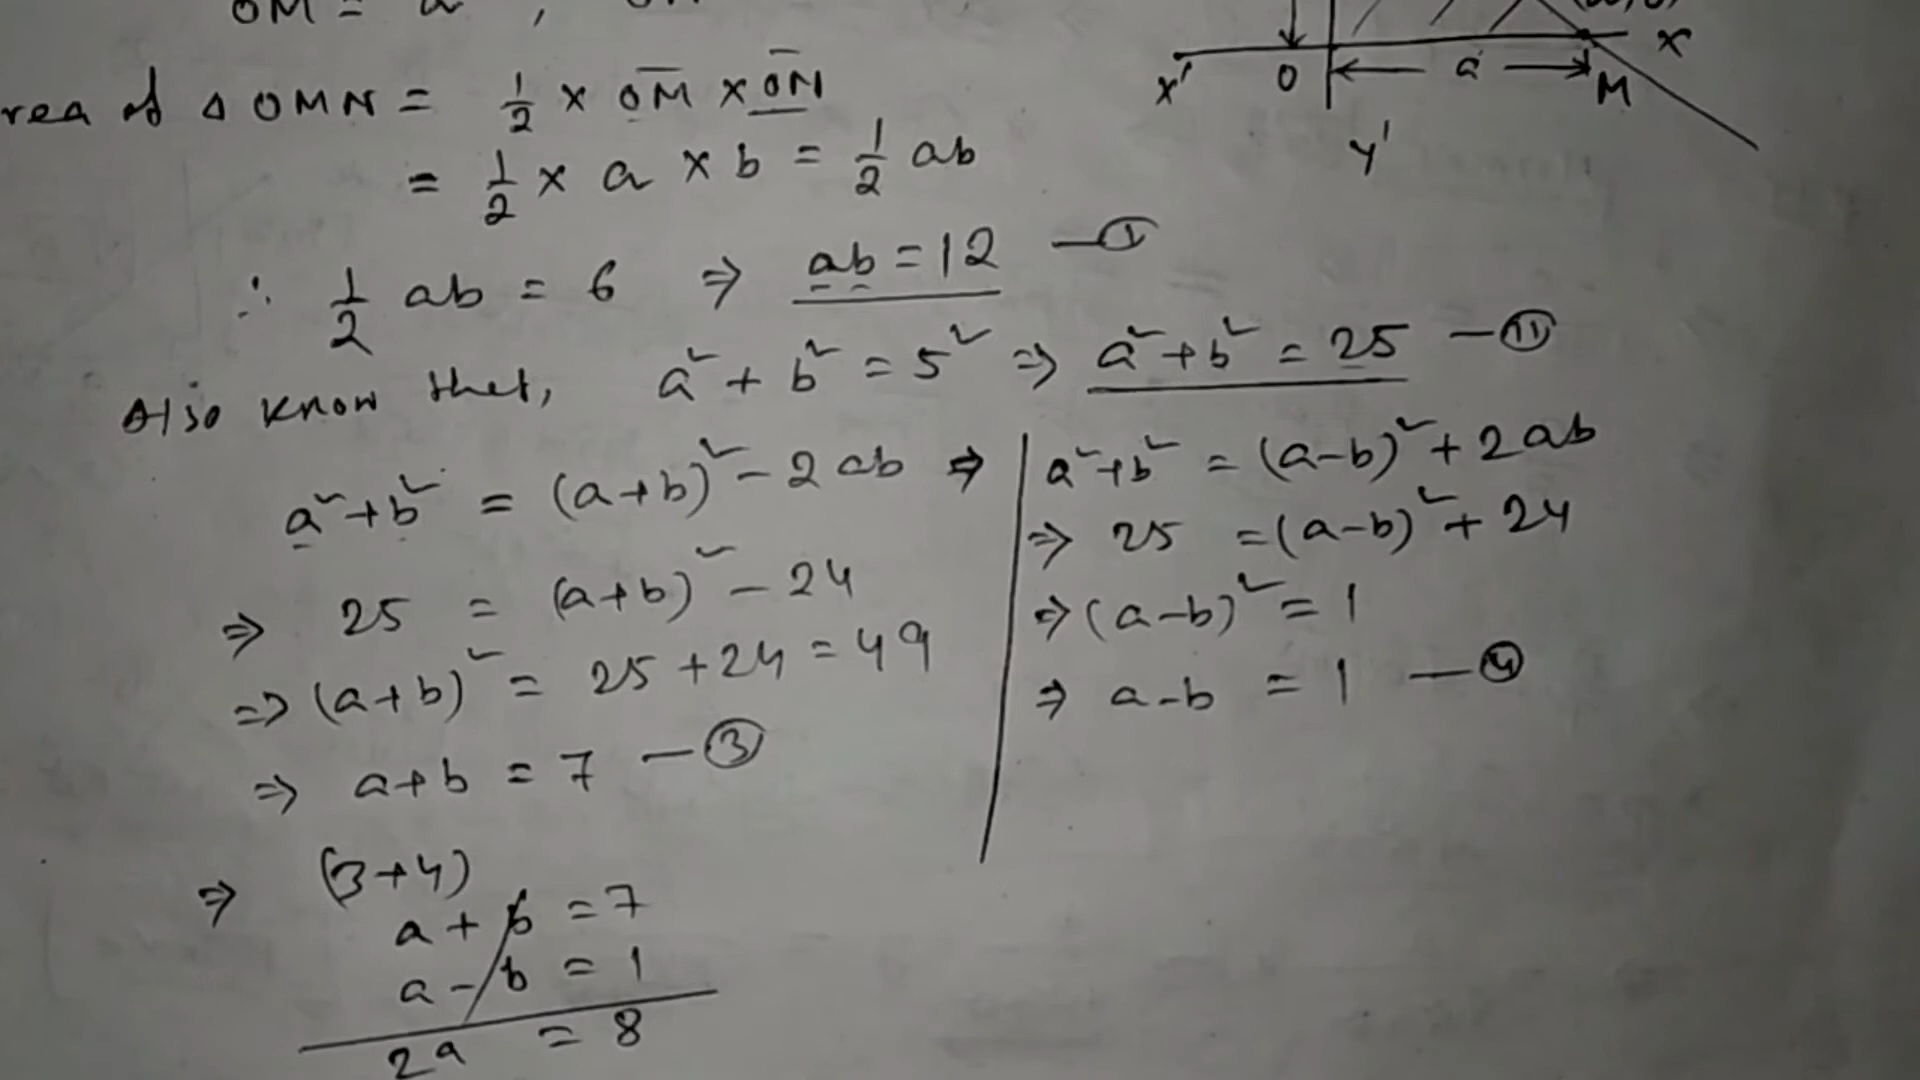 OM = a ,
x
x' O a M
y'
rea of Δ OMN = 1/2 × OM × ON
= 1/2 × a × b = 1/2 ab
∴ 1/2 ab = 6 ⇒ ab = 12 — (1)
Also know that, a² + b² = 5² ⇒ a² + b² = 25 — (11)
a² + b² = (a+b)² - 2ab ⇒
⇒ 25 = (a+b)² - 24
⇒ (a+b)² = 25 + 24 = 49
⇒ a+b = 7 — (3)
a² + b² = (a-b)² + 2ab
⇒ 25 = (a-b)² + 24
⇒ (a-b)² = 1
⇒ a-b = 1 — (4)
⇒ (3+4)
a + b = 7
a - b = 1
2a = 8